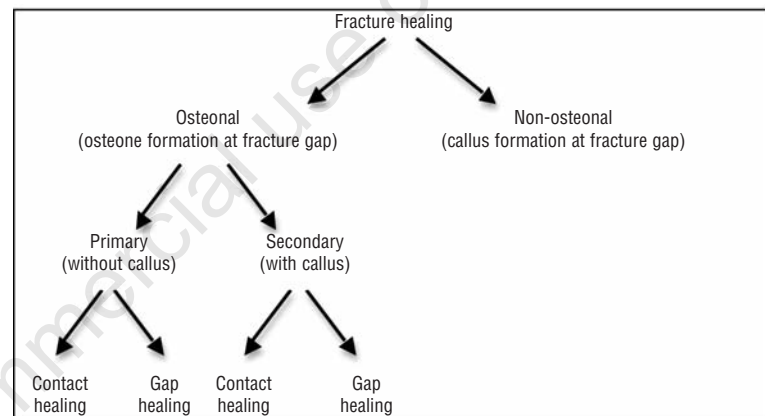 Fracture healing
Osteonal
(osteone formation at fracture gap)
Non-osteonal
(callus formation at fracture gap)
Primary
(without callus)
Secondary
(with callus)
Contact
healing
Gap
healing
Contact
healing
Gap
healing